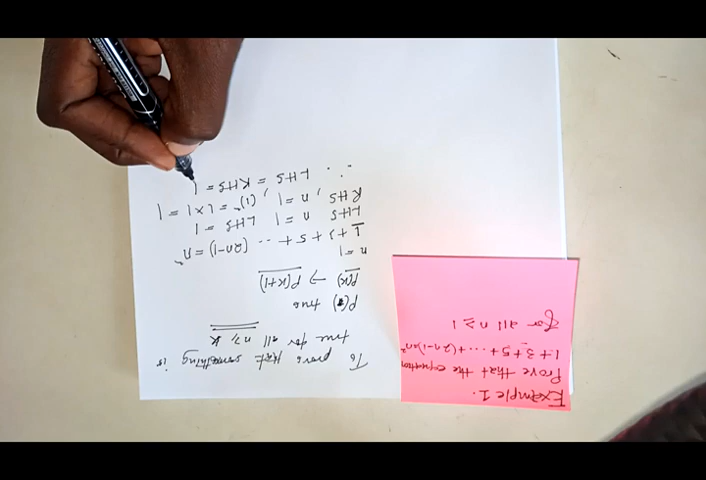 Example 1.
Prove that the equation
1 + 3 + 5 + ... + (2n-1) = n²
for all n ≥ 1
To prove that something is
true for all n ≥ k
P( ) true
P(k) → P(k+1)
n = 1
1 + 3 + 5 + ... (2n-1) = n²
LHS n = 1 LHS = 1
RHS, n = 1, (1)² = 1 × 1 = 1
∴ LHS = RHS = 1